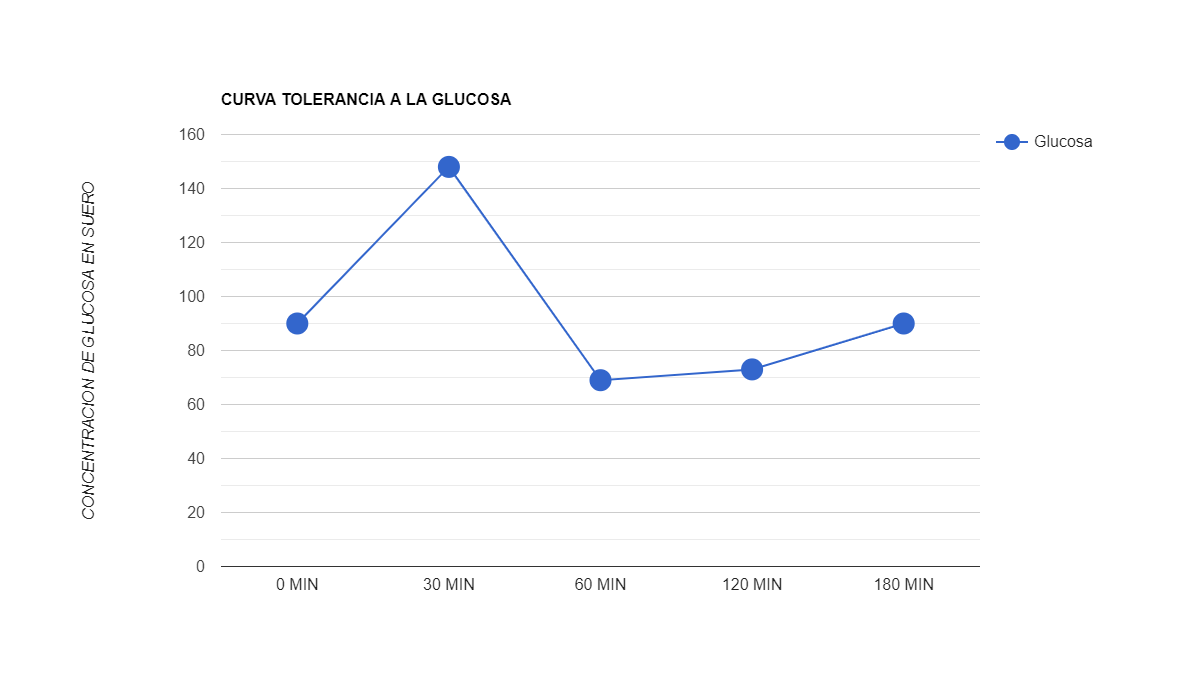 CURVA TOLERANCIA A LA GLUCOSA
Glucosa
CONCENTRACION DE GLUCOSA EN SUERO
160
140
120
100
80
60
40
20
0
0 MIN 30 MIN 60 MIN 120 MIN 180 MIN